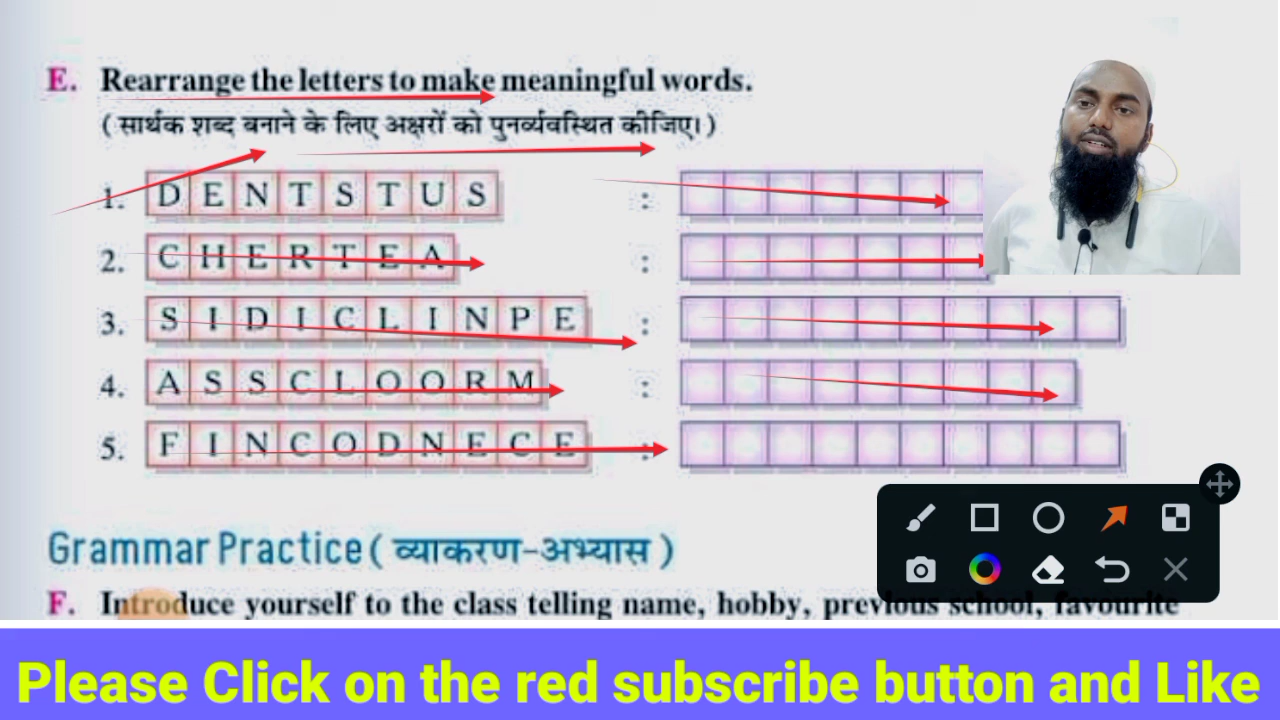 E. Rearrange the letters to make meaningful words.
( सार्थक शब्द बनाने के लिए अक्षरों को पुनर्व्यवस्थित कीजिए। )
1. D E N T S T U S :
2. C H E R T E A :
3. S I D I C L I N P E :
4. A S S C L O O R M :
5. F I N C O D N E C E :
Grammar Practice ( व्याकरण-अभ्यास )
F. Introduce yourself to the class telling name, hobby, previous school, favourite
Please Click on the red subscribe button and Like